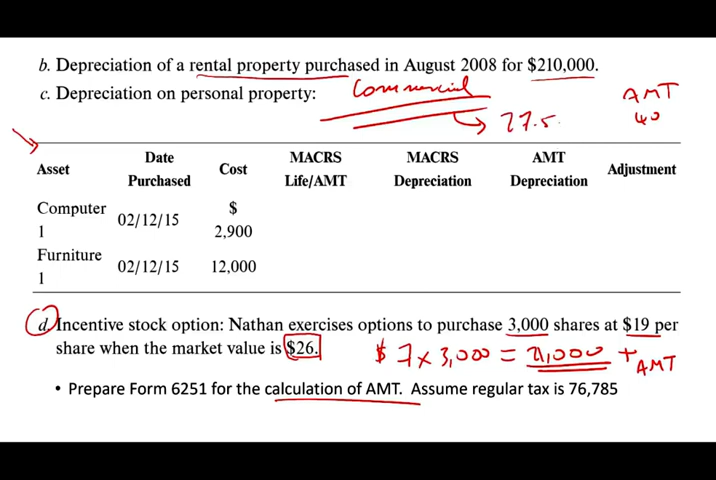 b. Depreciation of a rental property purchased in August 2008 for $210,000.
c. Depreciation on personal property: Commercial
27.5
AMT
40
Asset Date Purchased Cost MACRS Life/AMT MACRS Depreciation AMT Depreciation Adjustment
Computer 1 02/12/15 $ 2,900
Furniture 1 02/12/15 12,000
d. Incentive stock option: Nathan exercises options to purchase 3,000 shares at $19 per
share when the market value is $26.
$ 7 x 3,000 = 21,000 + AMT
• Prepare Form 6251 for the calculation of AMT. Assume regular tax is 76,785